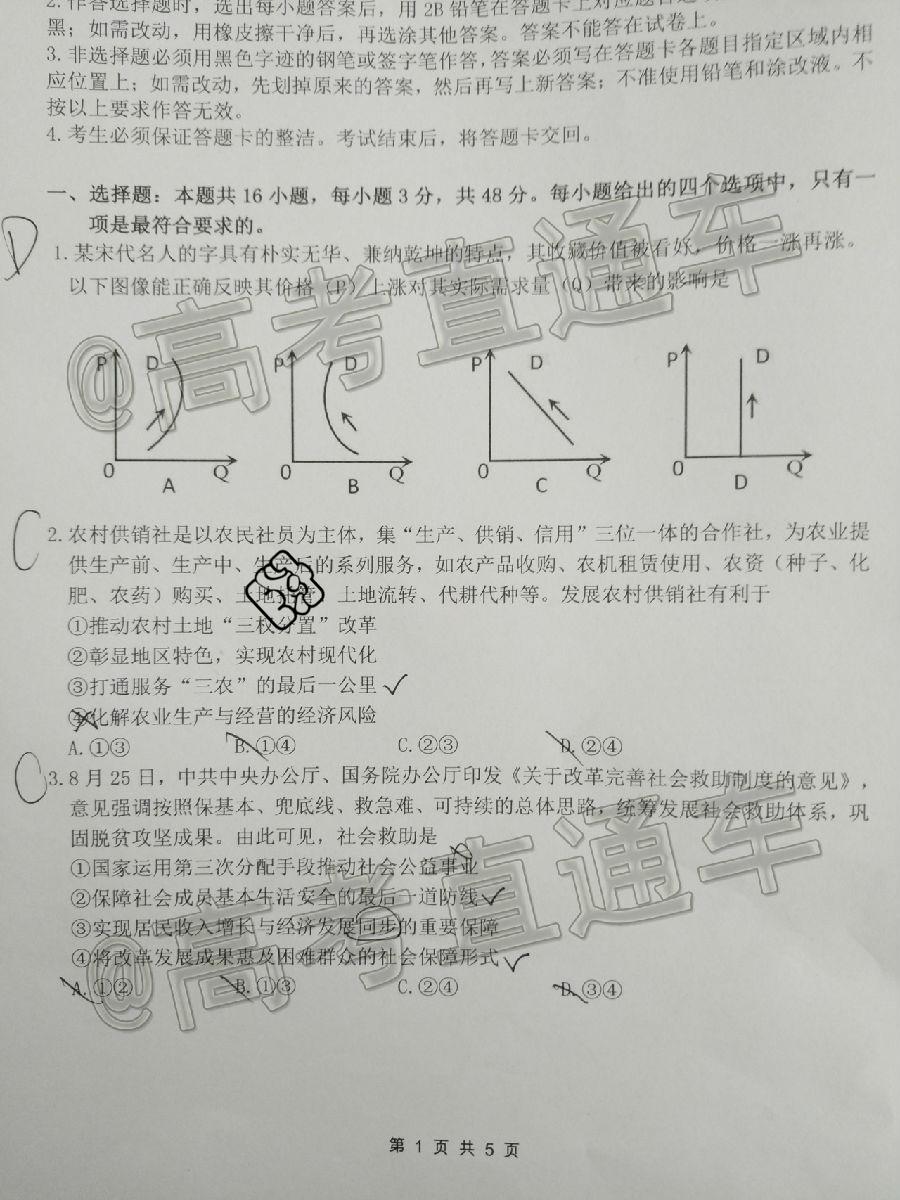 2.作答选择题时，选出每小题答案后，用2B铅笔在答题卡上对应题目选
黑；如需改动，用橡皮擦干净后，再选涂其他答案。答案不能答在试卷上。
3.非选择题必须用黑色字迹的钢笔或签字笔作答，答案必须写在答题卡各题目指定区域内相
应位置上；如需改动，先划掉原来的答案，然后再写上新答案；不准使用铅笔和涂改液。不
按以上要求作答无效。
4.考生必须保证答题卡的整洁。考试结束后，将答题卡交回。
一、选择题：本题共16小题，每小题3分，共48分。每小题给出的四个选项中，只有一
项是最符合要求的。
D
1.某宋代名人的字具有朴实无华、兼纳乾坤的特点，其收藏价值被看好，价格一涨再涨。
以下图像能正确反映其价格（P）上涨对其实际需求量（Q）带来的影响是
@高考直通车
P D P D P D P D
0 Q 0 Q 0 Q 0 Q
A B C D
C
2.农村供销社是以农民社员为主体，集“生产、供销、信用”三位一体的合作社，为农业提
供生产前、生产中、生产后的系列服务，如农产品收购、农机租赁使用、农资（种子、化
肥、农药）购买、土地托管、土地流转、代耕代种等。发展农村供销社有利于
①推动农村土地“三权分置”改革
②彰显地区特色，实现农村现代化
③打通服务“三农”的最后一公里
④化解农业生产与经营的经济风险
A.①③ B.①④ C.②③ D.②④
C
3.8月25日，中共中央办公厅、国务院办公厅印发《关于改革完善社会救助制度的意见》，
意见强调按照保基本、兜底线、救急难、可持续的总体思路，统筹发展社会救助体系，巩
固脱贫攻坚成果。由此可见，社会救助是
①国家运用第三次分配手段推动社会公益事业
②保障社会成员基本生活安全的最后一道防线
③实现居民收入增长与经济发展同步的重要保障
④将改革发展成果惠及困难群众的社会保障形式
@高考直通车
A.①② B.①③ C.②④ D.③④
第1页共5页